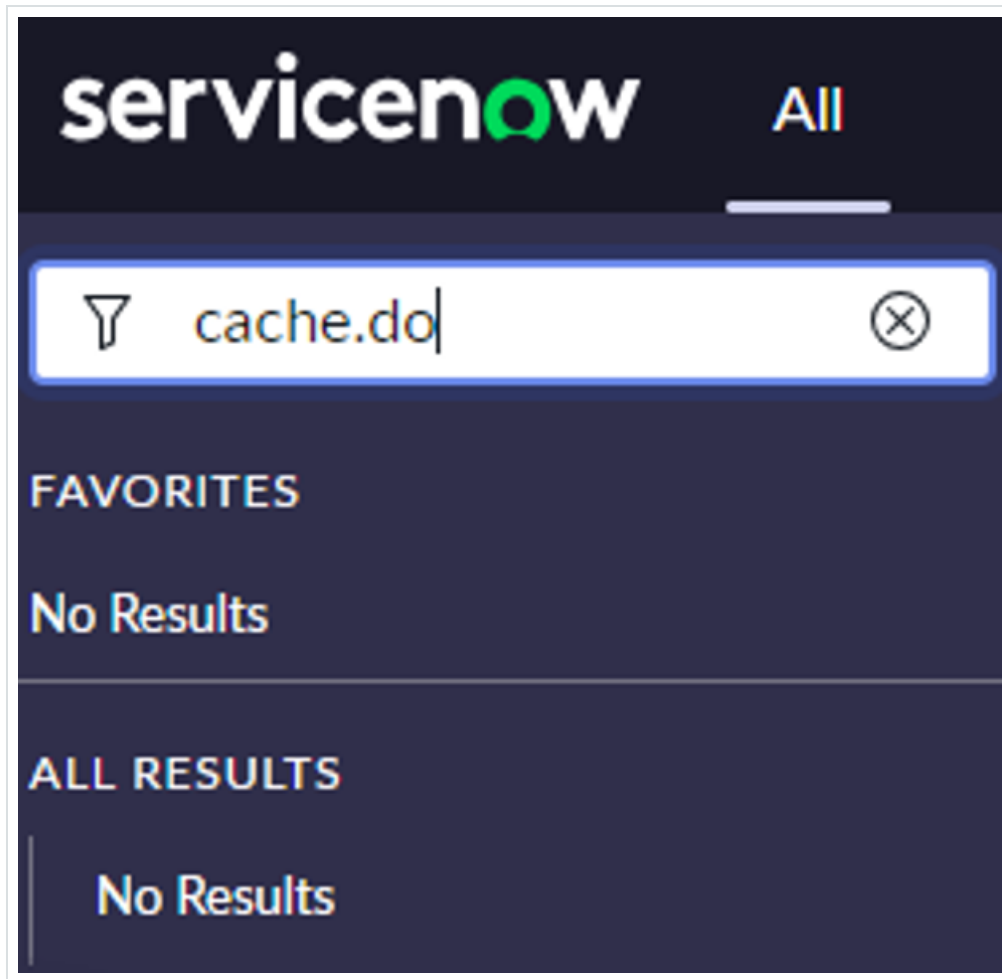 servicenow All
cache.do
FAVORITES
No Results
ALL RESULTS
No Results